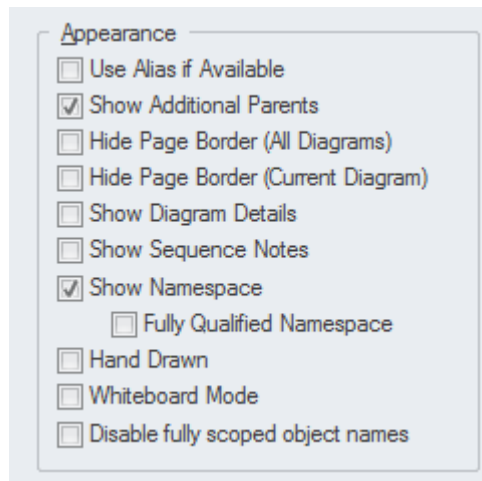 Appearance
Use Alias if Available
Show Additional Parents
Hide Page Border (All Diagrams)
Hide Page Border (Current Diagram)
Show Diagram Details
Show Sequence Notes
Show Namespace
Fully Qualified Namespace
Hand Drawn
Whiteboard Mode
Disable fully scoped object names